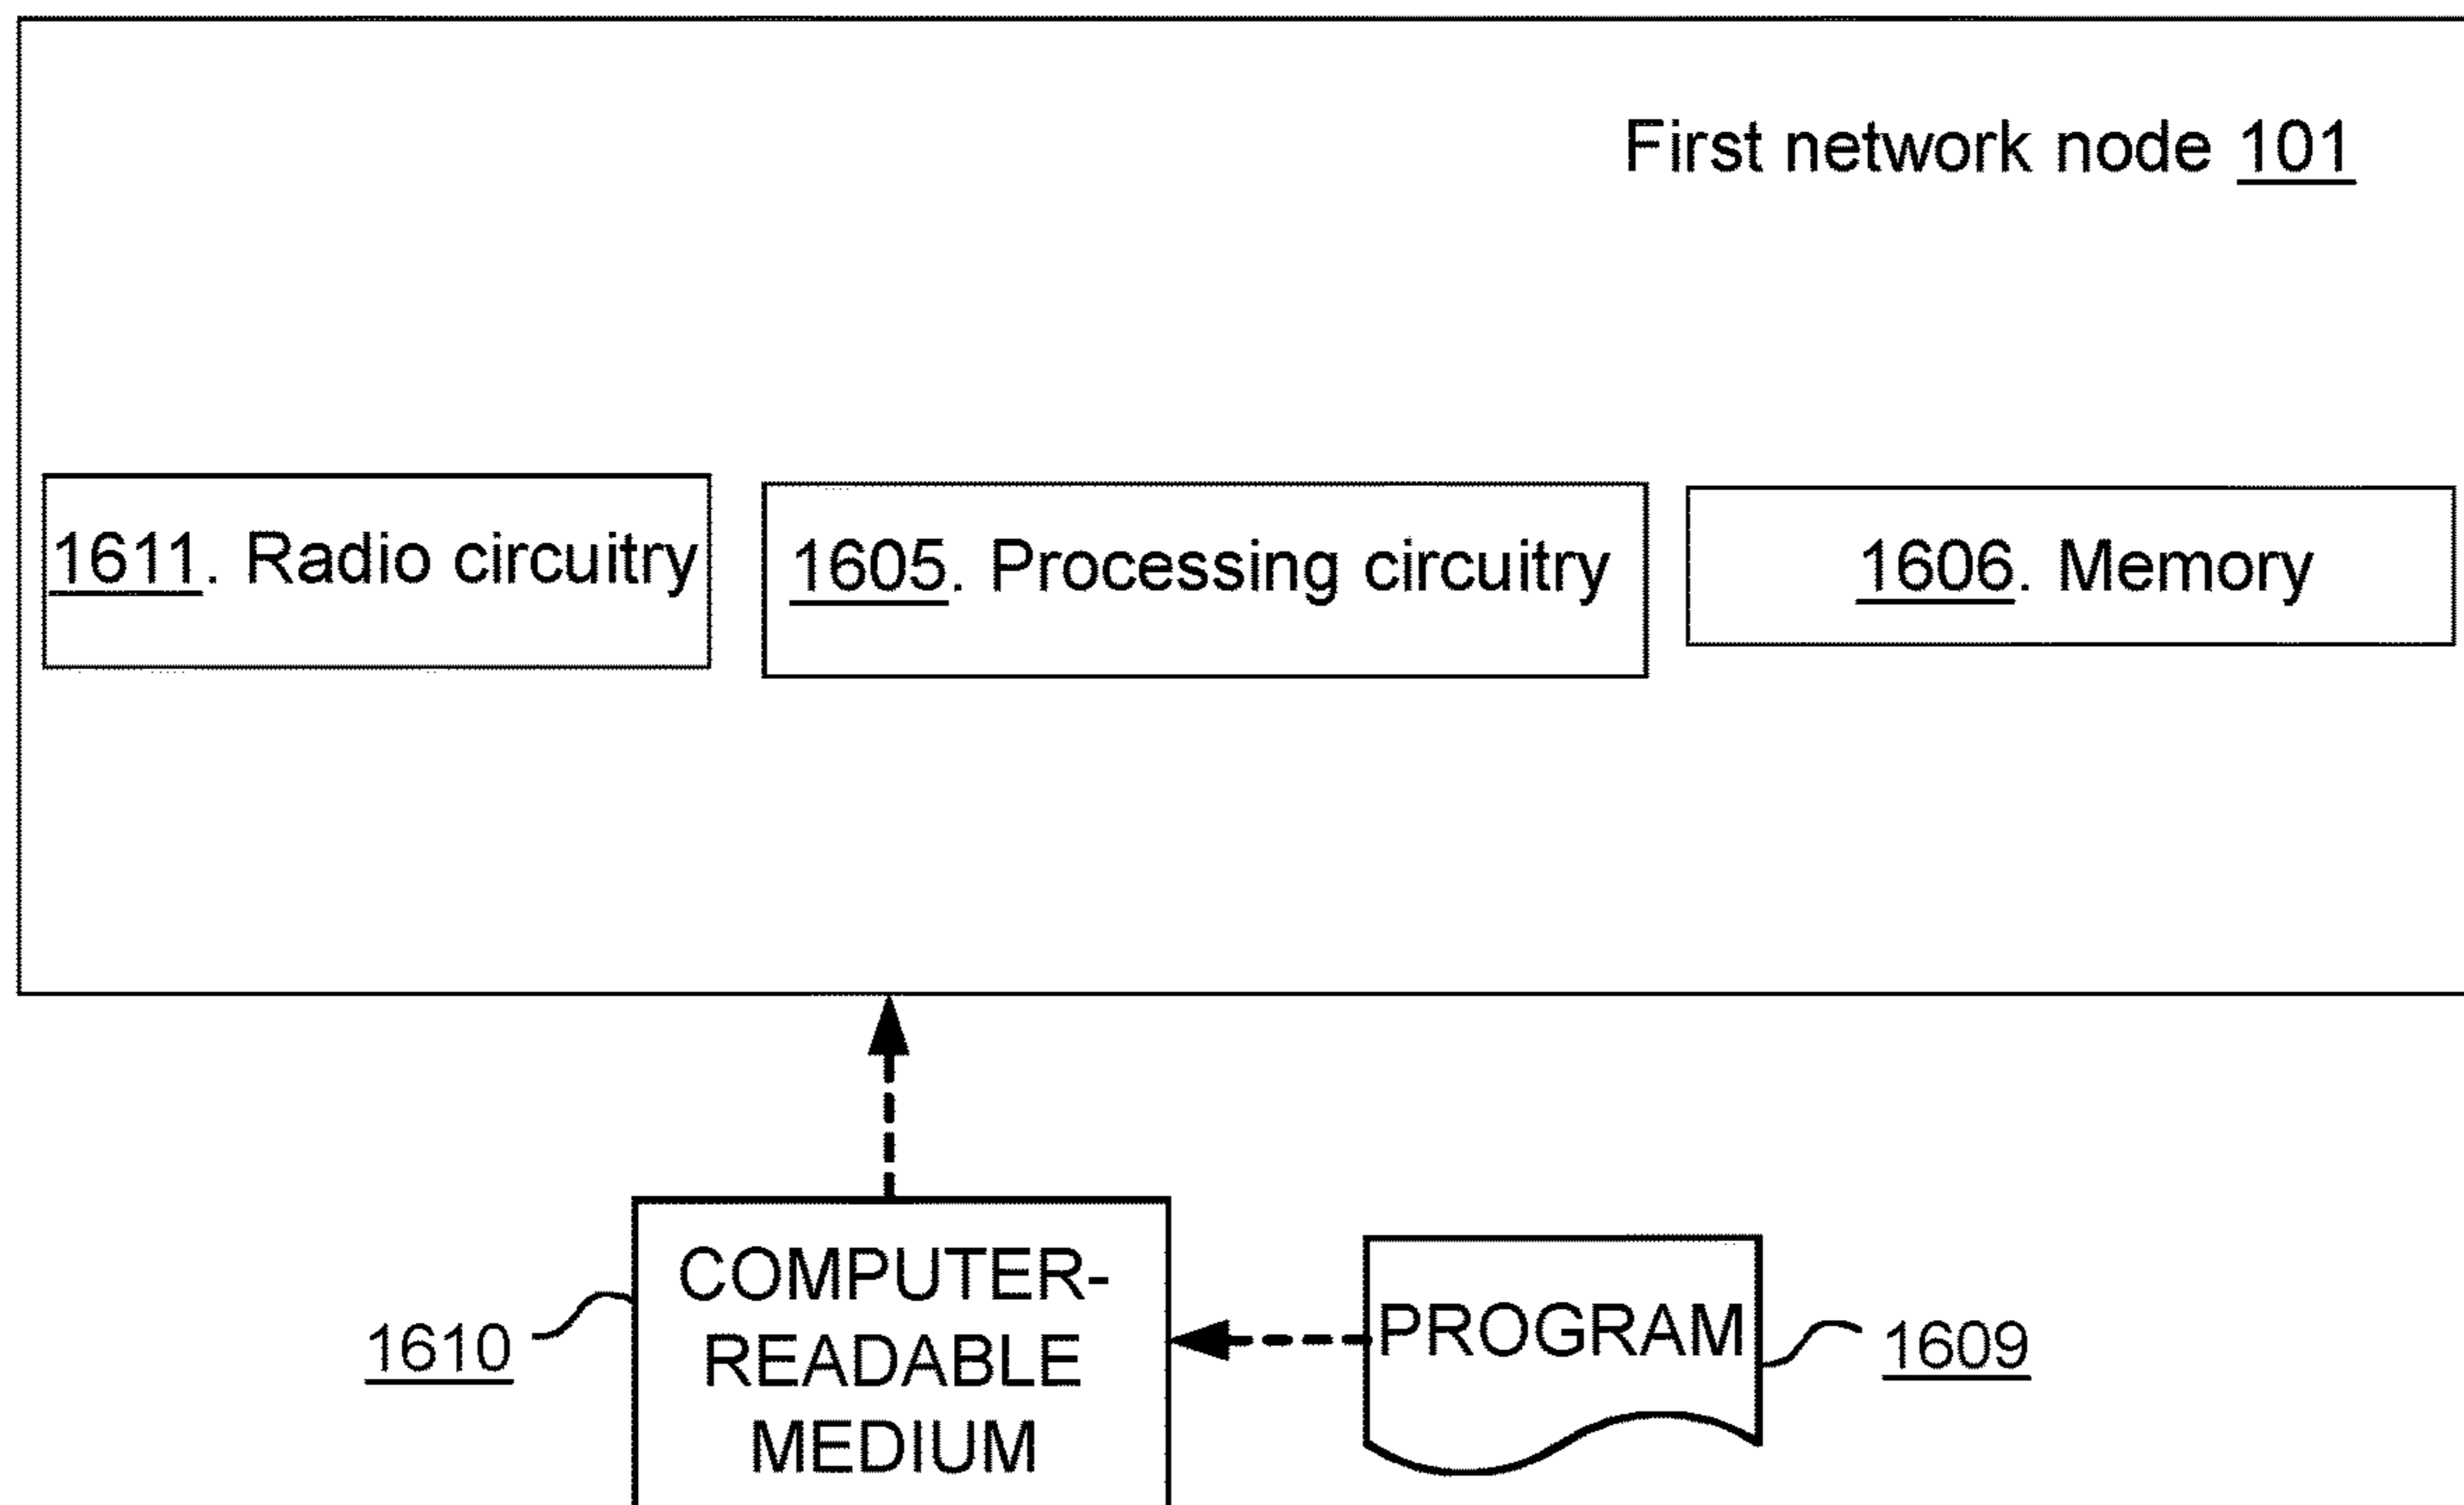 First network node 101
1611. Radio circuitry
1605. Processing circuitry
1606. Memory
COMPUTER-
READABLE
MEDIUM
1610
PROGRAM
1609